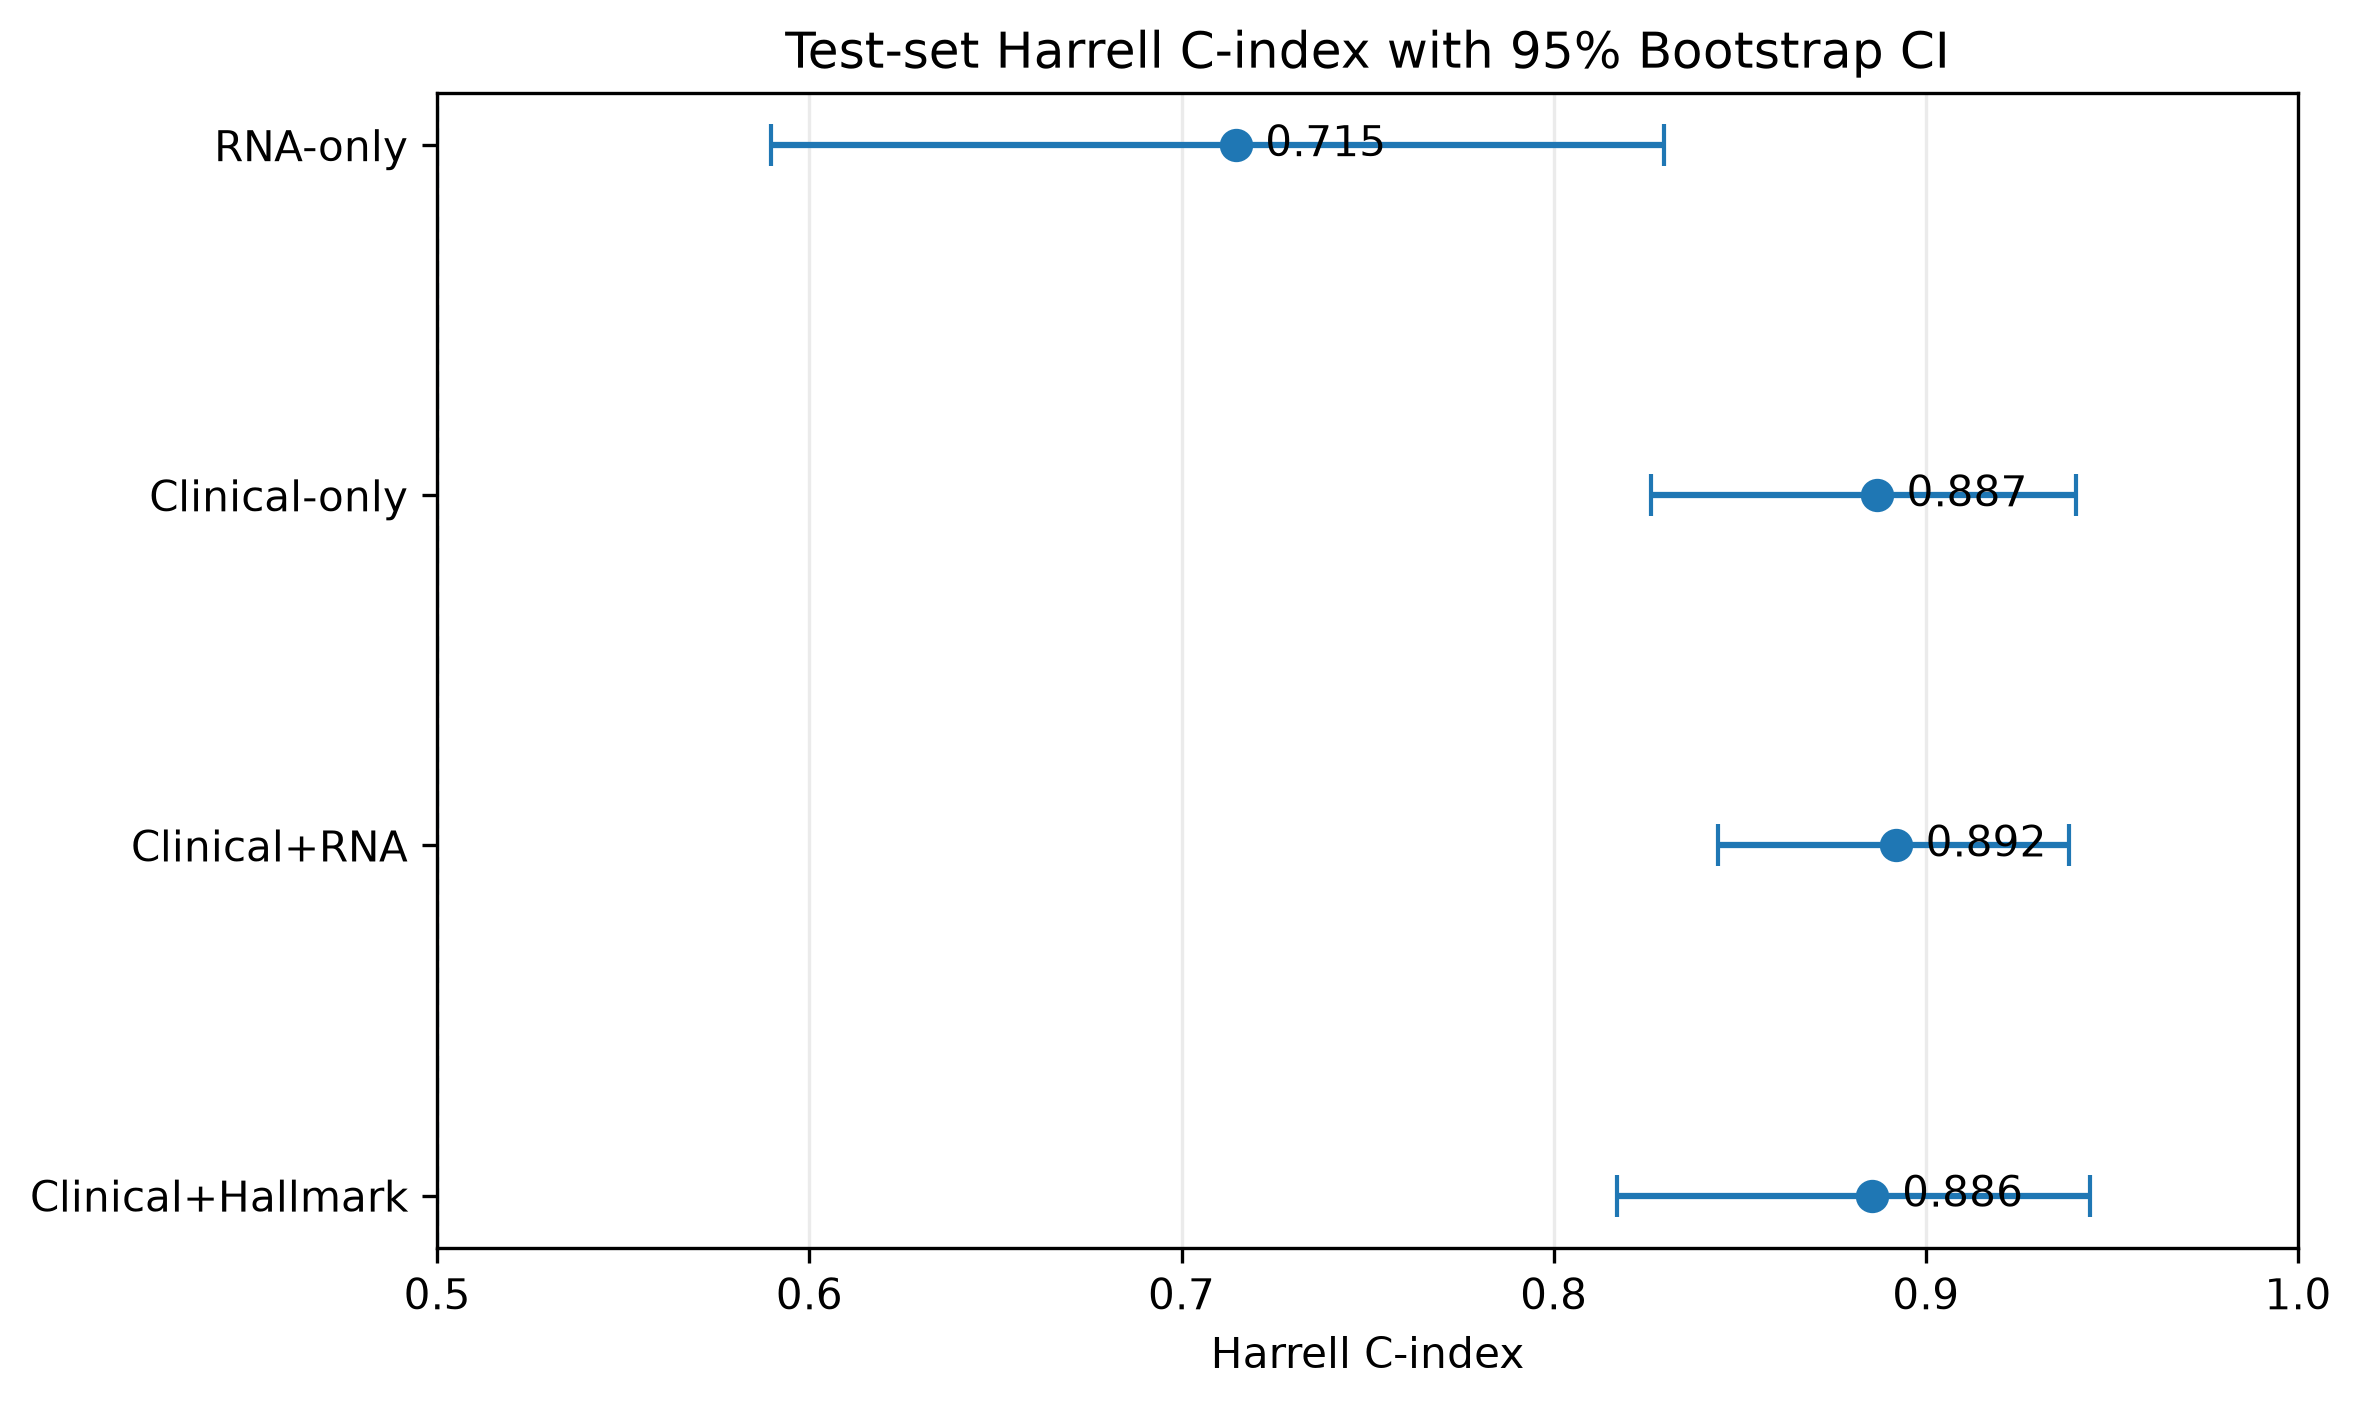 Test-set Harrell C-index with 95% Bootstrap CI
RNA-only
0.715
Clinical-only
0.887
Clinical+RNA
0.892
Clinical+Hallmark
0.886
0.5
0.6
0.7
0.8
0.9
1.0
Harrell C-index